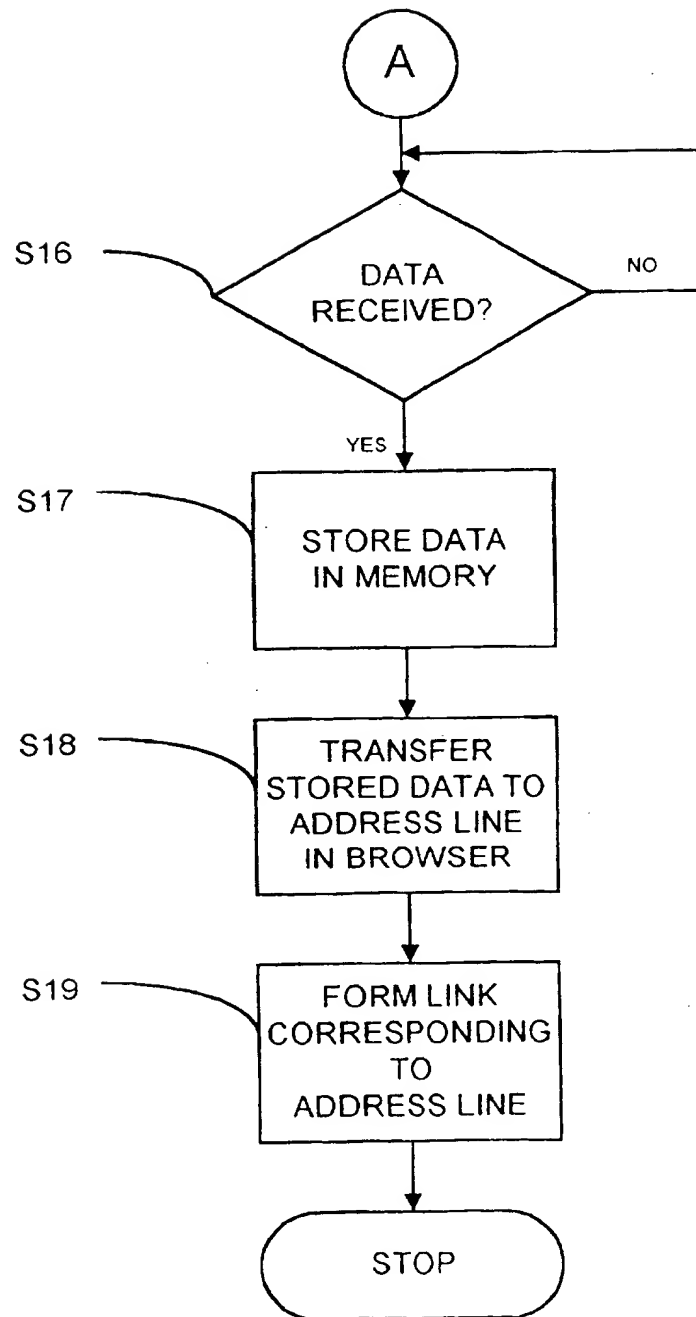 A
S16
DATA
RECEIVED?
NO
YES
S17
STORE DATA
IN MEMORY
S18
TRANSFER
STORED DATA TO
ADDRESS LINE
IN BROWSER
S19
FORM LINK
CORRESPONDING
TO
ADDRESS LINE
STOP